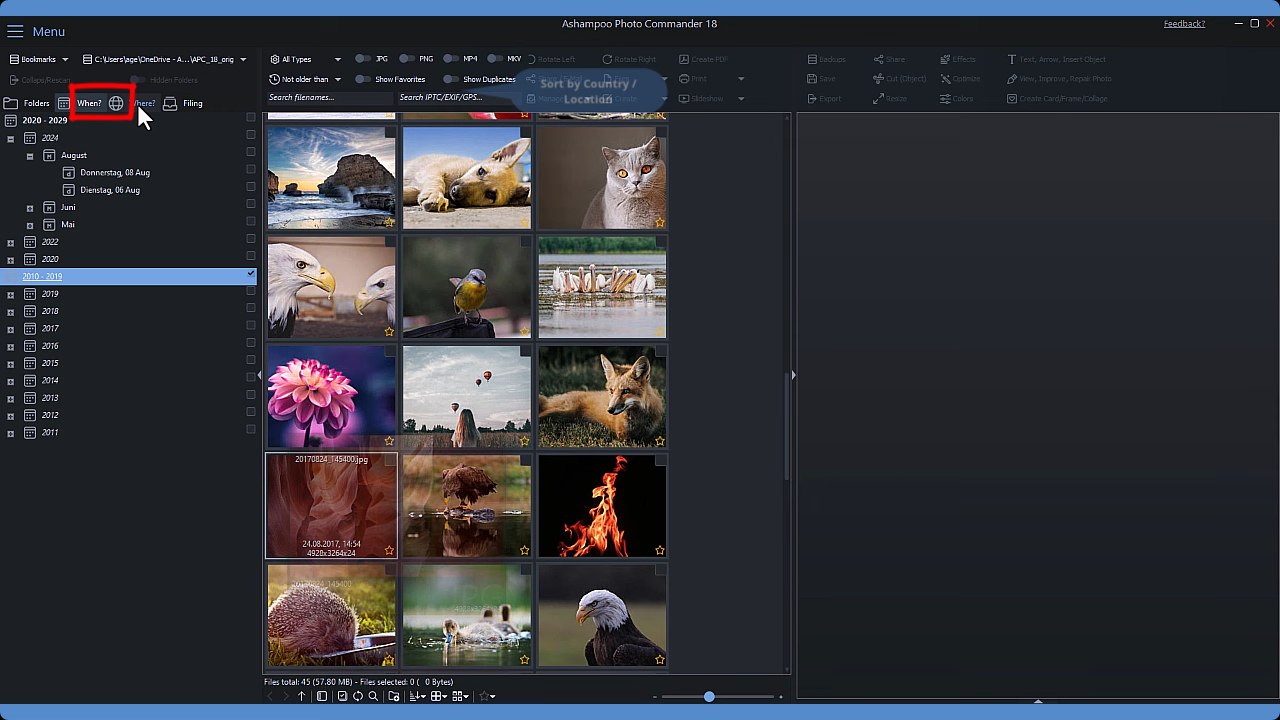 Ashampoo Photo Commander 18
Feedback?
Menu
Bookmarks
C:\Users\age\OneDrive - A...\APC_18_orig
Collaps/Rescan
Hidden Folders
Folders
When?
Where?
Filing
All Types
JPG
PNG
MP4
MKV
Not older than
Show Favorites
Show Duplicates
Search filenames...
Search IPTC/EXIF/GPS...
Sort by Country /
Location
Rotate Left
Rotate Right
Create PDF
Print
Slideshow
Backups
Share
Effects
Text, Arrow, Insert Object
Save
Cut (Object)
Optimize
View, Improve, Repair Photo
Export
Resize
Colors
Create Card/Frame/Collage
2020 - 2029
2024
August
Donnerstag, 08 Aug
Dienstag, 06 Aug
Juni
Mai
2022
2020
2010 - 2019
2019
2018
2017
2016
2015
2014
2013
2012
2011
20170824_145400.jpg
24.08.2017, 14:54
4928x3264x24
20170824_145400
Files total: 45 (57.80 MB) - Files selected: 0 ( 0 Bytes)